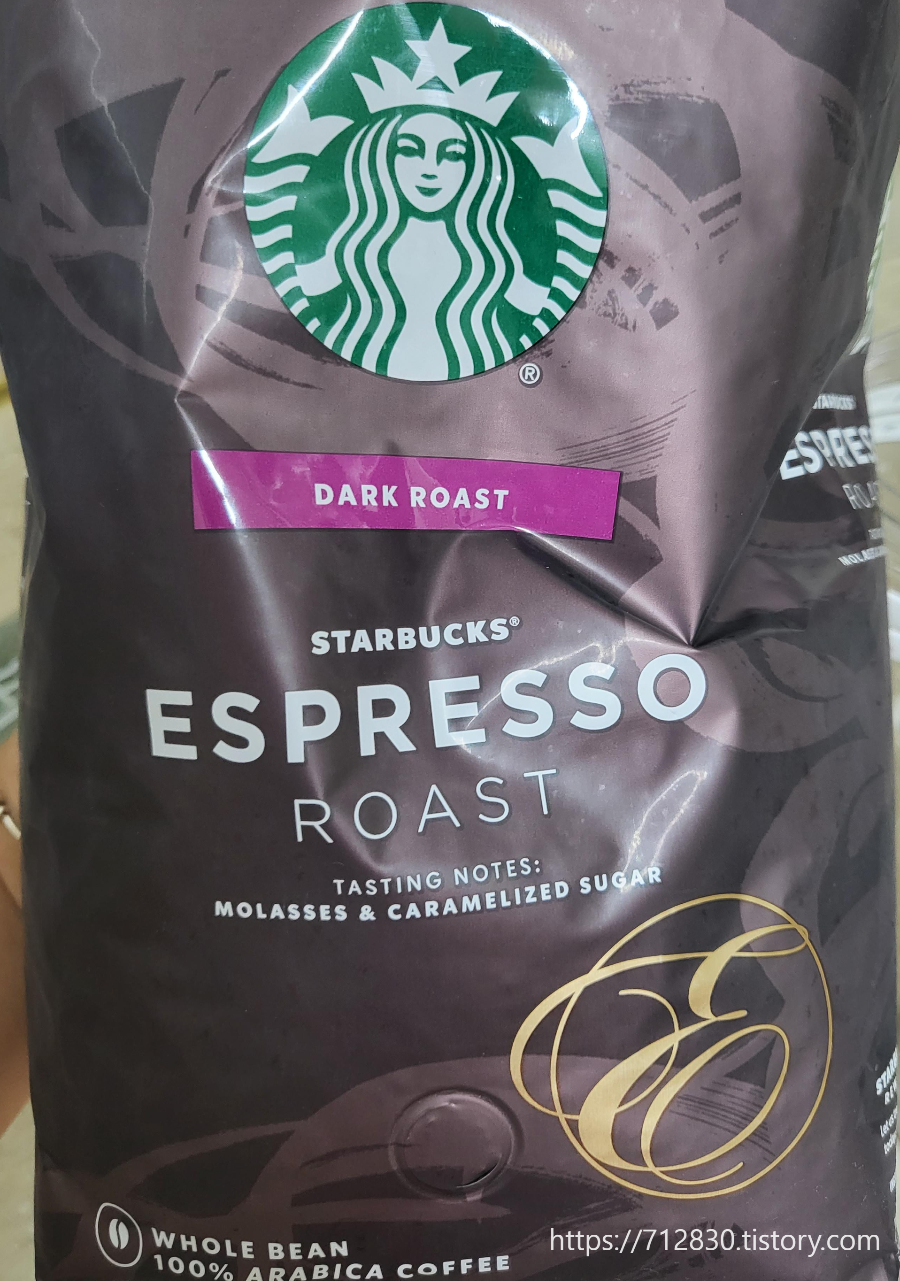 ®
DARK ROAST
STARBUCKS®
ESPRESSO
ROAST
TASTING NOTES:
MOLASSES & CARAMELIZED SUGAR
E
WHOLE BEAN
100% ARABICA COFFEE
https://712830.tistory.com